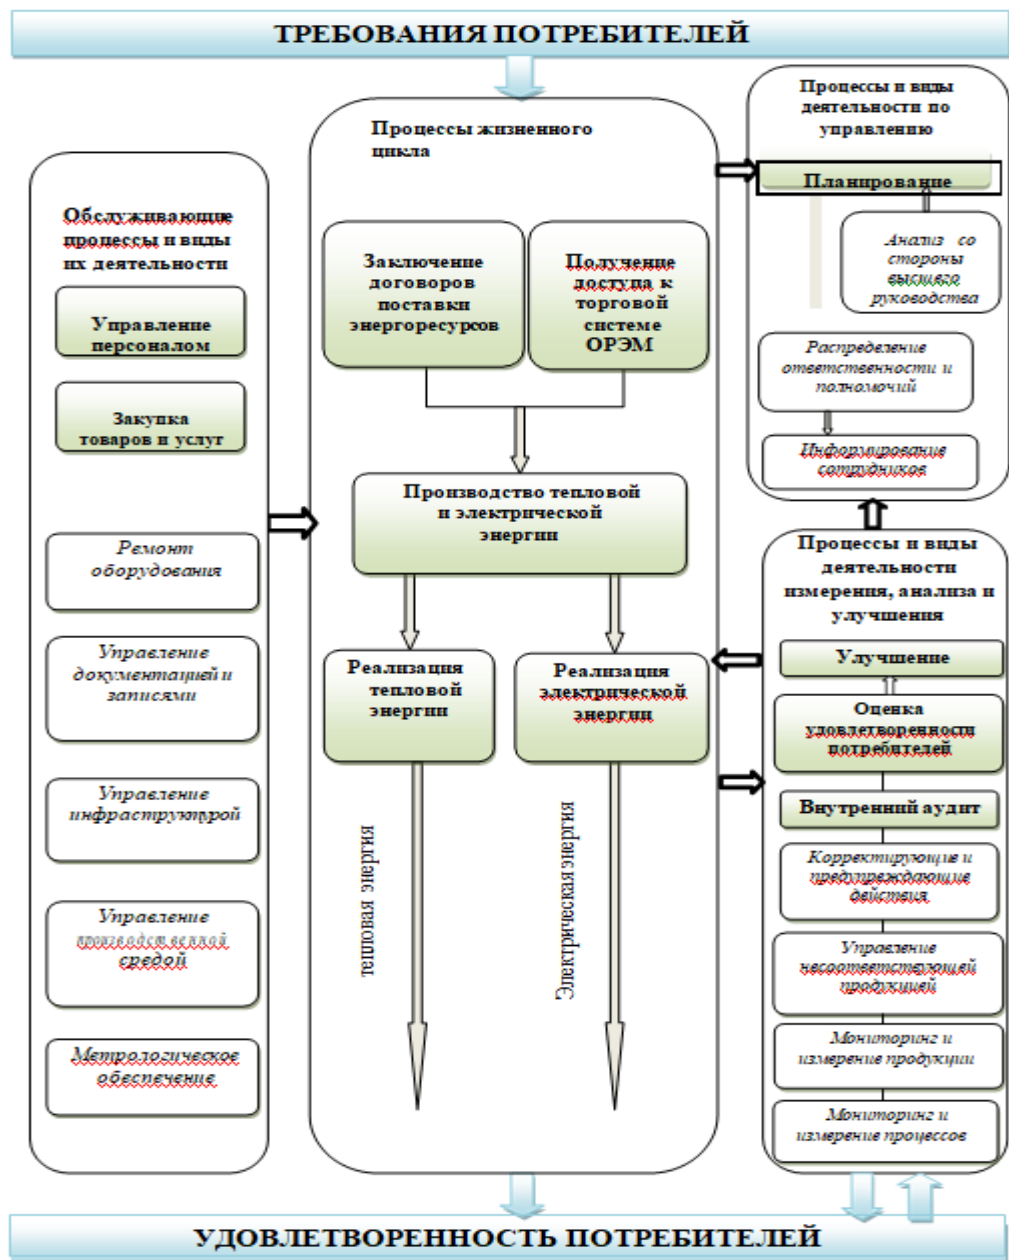 ТРЕБОВАНИЯ ПОТРЕБИТЕЛЕЙ
Обслуживающие
процессы и виды
их деятельности
Управление
персоналом
Закупка
товаров и услуг
Ремонт
оборудования
Управление
документацией и
записями
Управление
инфраструктурой
Управление
производственной
средой
Метрологическое
обеспечение
Процессы жизненного
цикла
Заключение
договоров
поставки
энергоресурсов
Получение
доступа к
торговой
системе
ОРЭМ
Производство тепловой
и электрической
энергии
Реализация
тепловой
энергии
Реализация
электрической
энергии
тепловая энергия
Электрическая энергия
Процессы и виды
деятельности по
управлению
Планирование
Анализ со
стороны
высшего
руководства
Распределение
ответственности и
полномочий
Информирование
сотрудников
Процессы и виды
деятельности
измерения, анализа и
улучшения
Улучшение
Оценка
удовлетворенности
потребителей
Внутренний аудит
Корректирующие и
предупреждающие
действия
Управление
несоответствующей
продукцией
Мониторинг и
измерение продукции
Мониторинг и
измерение процессов
УДОВЛЕТВОРЕННОСТЬ ПОТРЕБИТЕЛЕЙ